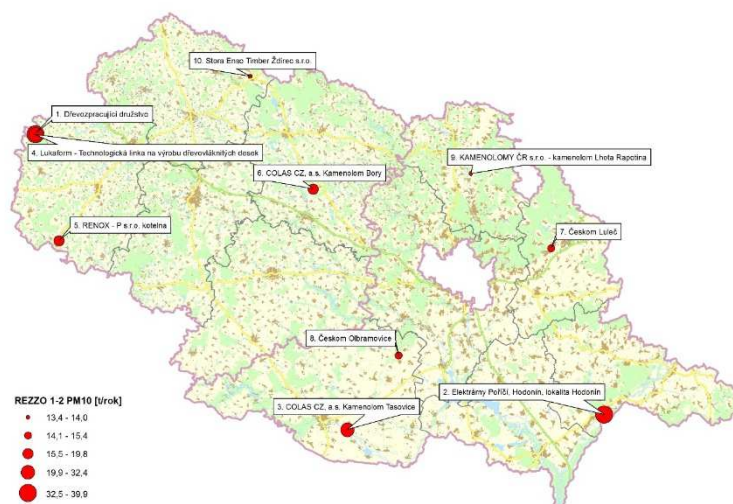 10. Stora Enso Timber Ždírec s.r.o.
1. Dřevozpracující družstvo
4. Lukaform - Technologická linka na výrobu dřevovláknitých desek
9. KAMENOLOMY ČR s.r.o. - kamenolom Lhota Rapotina
6. COLAS CZ, a.s. Kamenolom Bory
5. RENOX - P s.r.o. kotelna
7. Českom Luleč
8. Českom Olbramovice
2. Elektrárny Poříčí, Hodonín, lokalita Hodonín
3. COLAS CZ, a.s. Kamenolom Tasovice
REZZO 1-2 PM10 [t/rok]
13,4 - 14,0
14,1 - 15,4
15,5 - 19,8
19,9 - 32,4
32,5 - 39,9